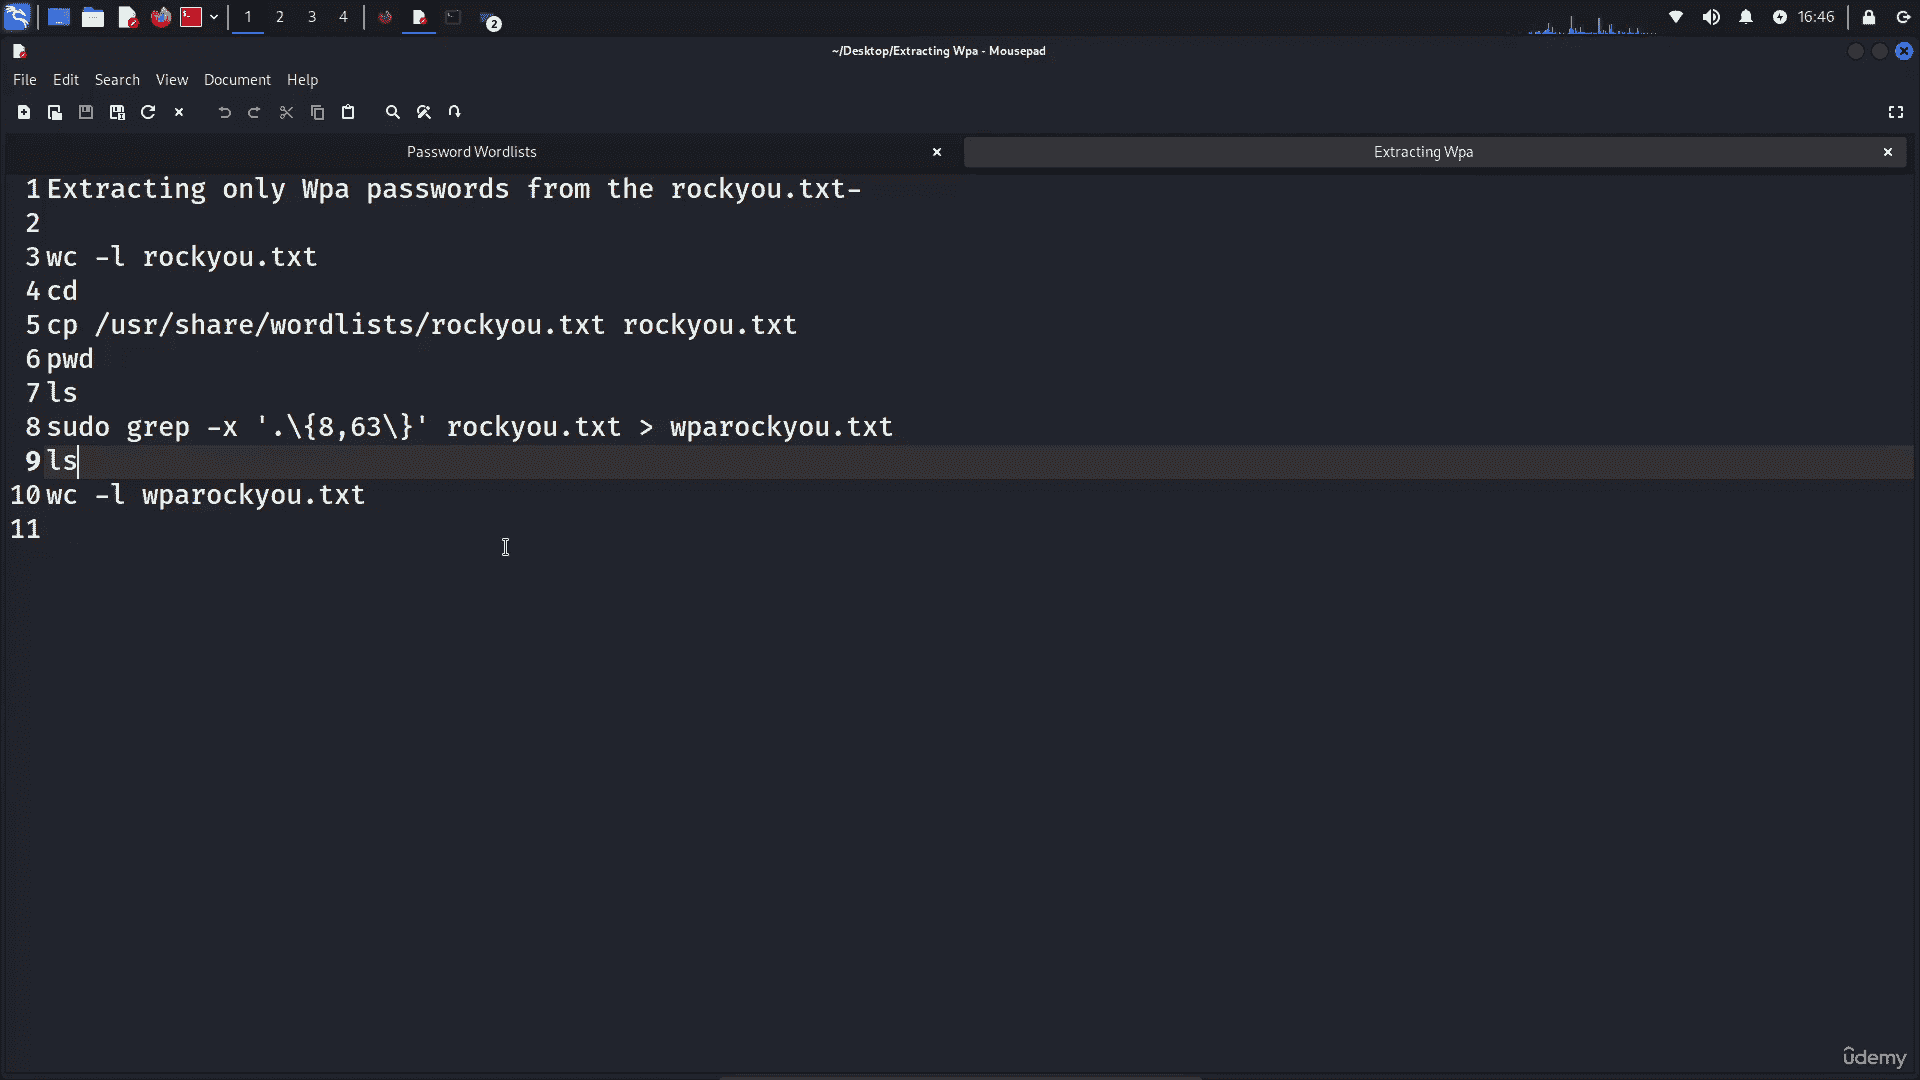 1 2 3 4 2 16:46
~/Desktop/Extracting Wpa - Mousepad
File Edit Search View Document Help
Password Wordlists Extracting Wpa
1 Extracting only Wpa passwords from the rockyou.txt-
2
3 wc -l rockyou.txt
4 cd
5 cp /usr/share/wordlists/rockyou.txt rockyou.txt
6 pwd
7 ls
8 sudo grep -x '.\{8,63\}' rockyou.txt > wparockyou.txt
9 ls
10 wc -l wparockyou.txt
11
ûdemy